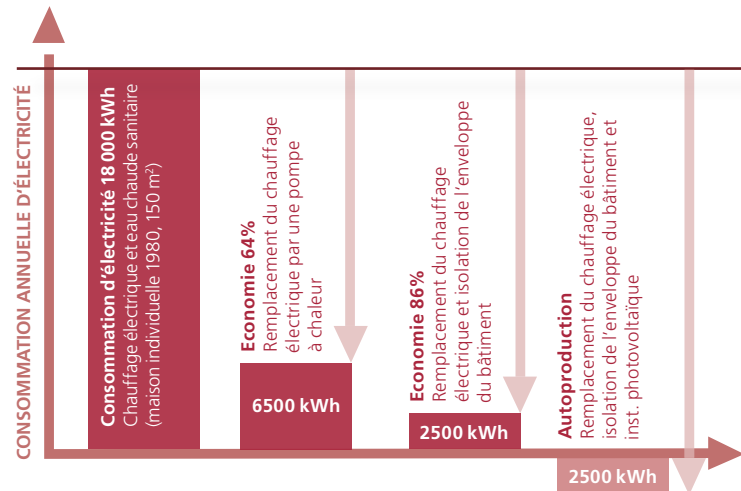 CONSOMMATION ANNUELLE D'ÉLECTRICITÉ
Consommation d'électricité 18 000 kWh
Chauffage électrique et eau chaude sanitaire
(maison individuelle 1980, 150 m²)
Economie 64%
Remplacement du chauffage
électrique par une pompe
à chaleur
6500 kWh
Economie 86%
Remplacement du chauffage
électrique et isolation de l'enveloppe
du bâtiment
2500 kWh
Autoproduction
Remplacement du chauffage électrique,
isolation de l'enveloppe du bâtiment et
inst. photovoltaïque
2500 kWh